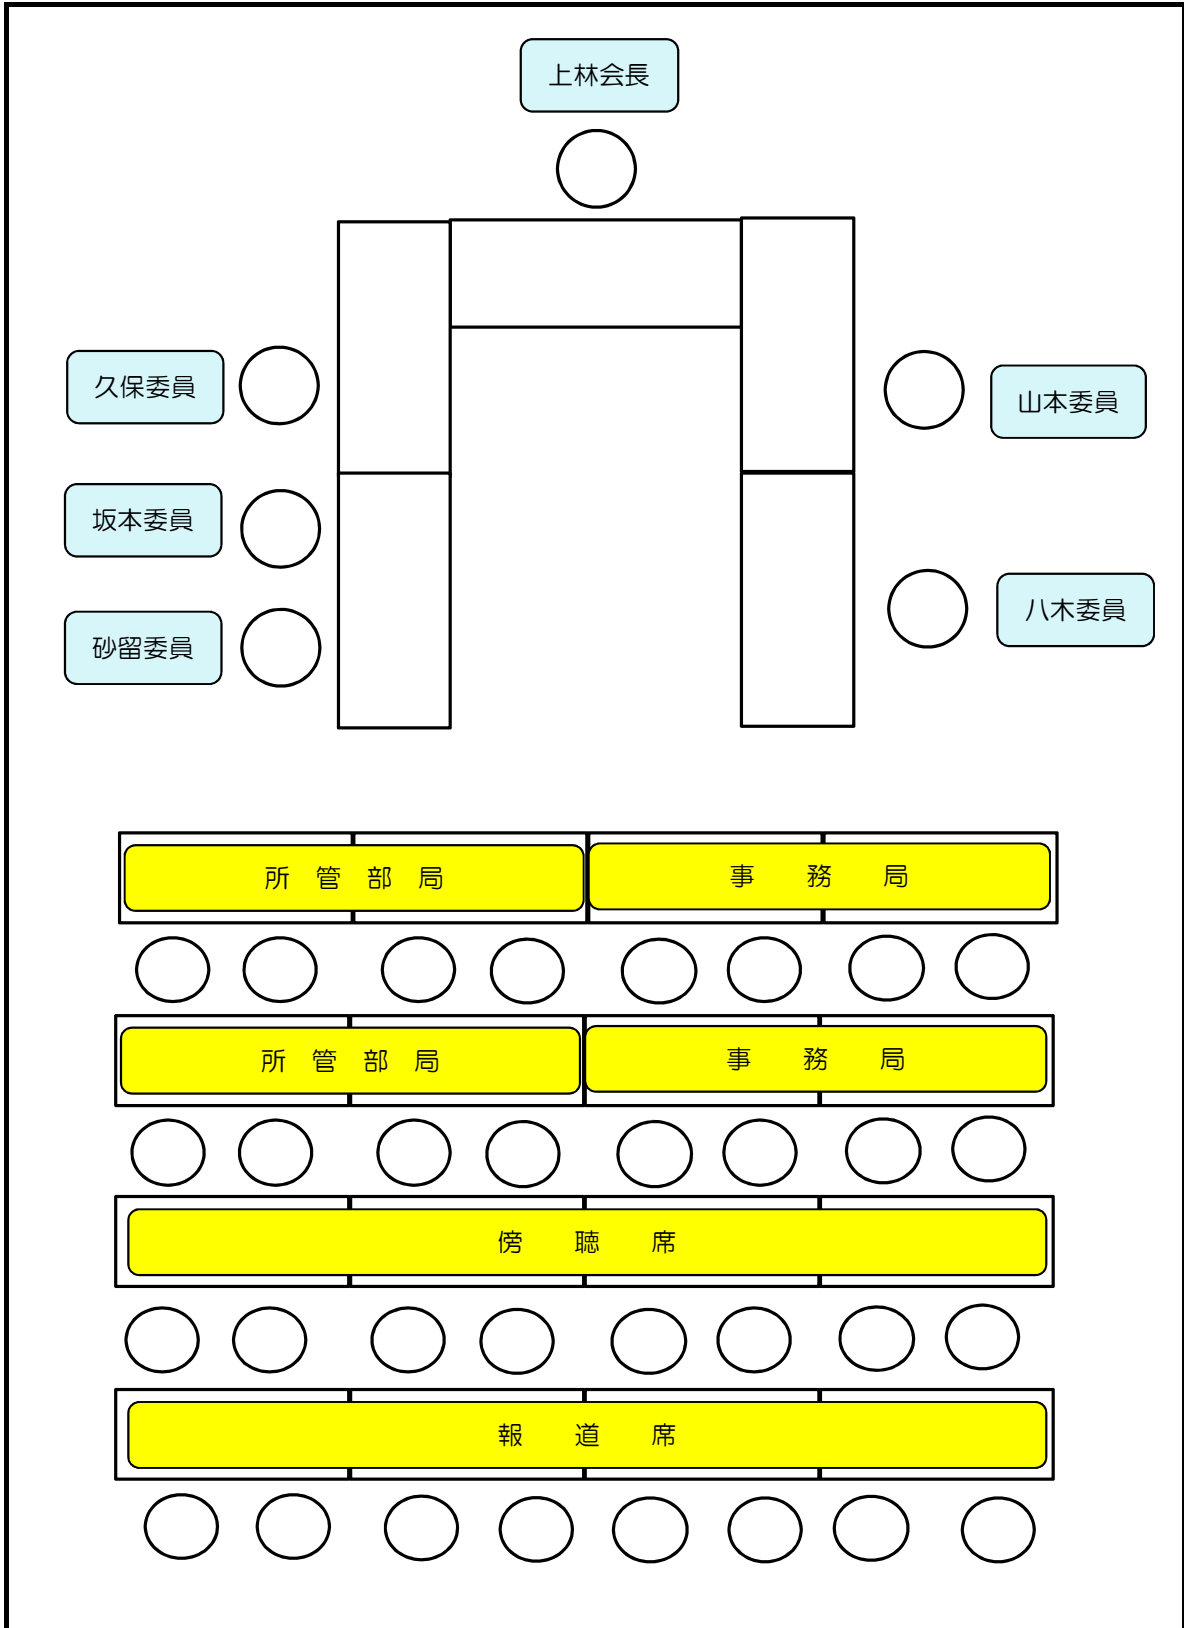 上林会長
久保委員
山本委員
坂本委員
八木委員
砂留委員
所　管　部　局
事　　務　　局
所　管　部　局
事　　務　　局
傍　　聴　　席
報　　道　　席